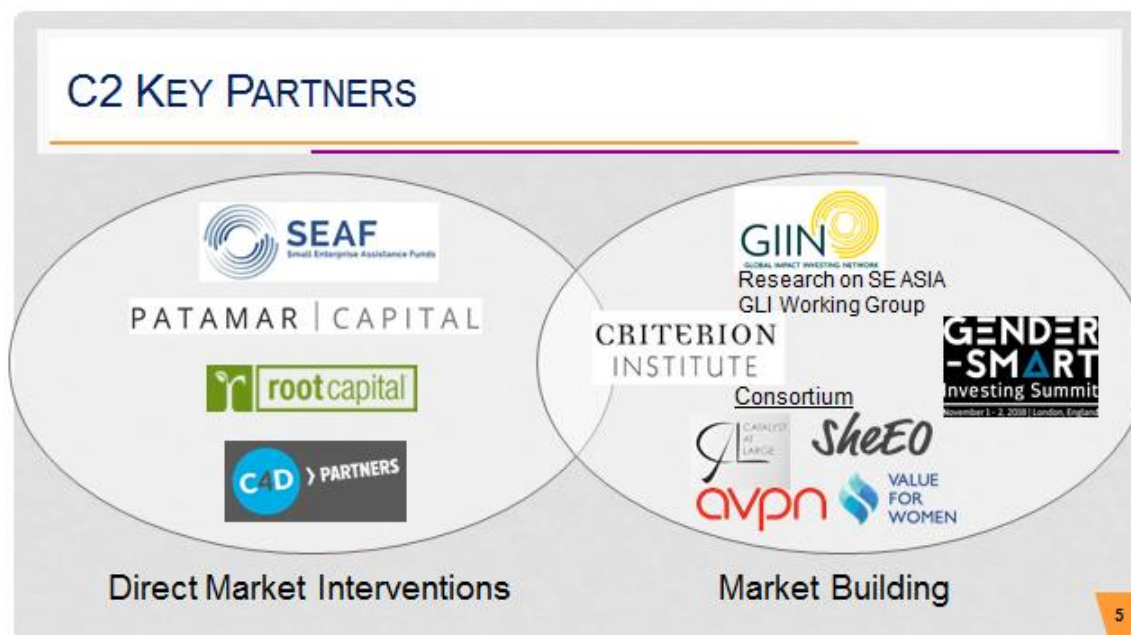 C2 KEY PARTNERS
SEAF
Small Enterprise Assistance Funds
PATAMAR | CAPITAL
root capital
C4D > PARTNERS
Direct Market Interventions
GIIN
GLOBAL IMPACT INVESTING NETWORK
Research on SE ASIA
GLI Working Group
CRITERION
INSTITUTE
GENDER
-SMART
Investing Summit
November 1 - 2, 2018 | London, England
Consortium
CATALYST
AT
LARGE
SheEO
avpn
VALUE
FOR
WOMEN
Market Building
5